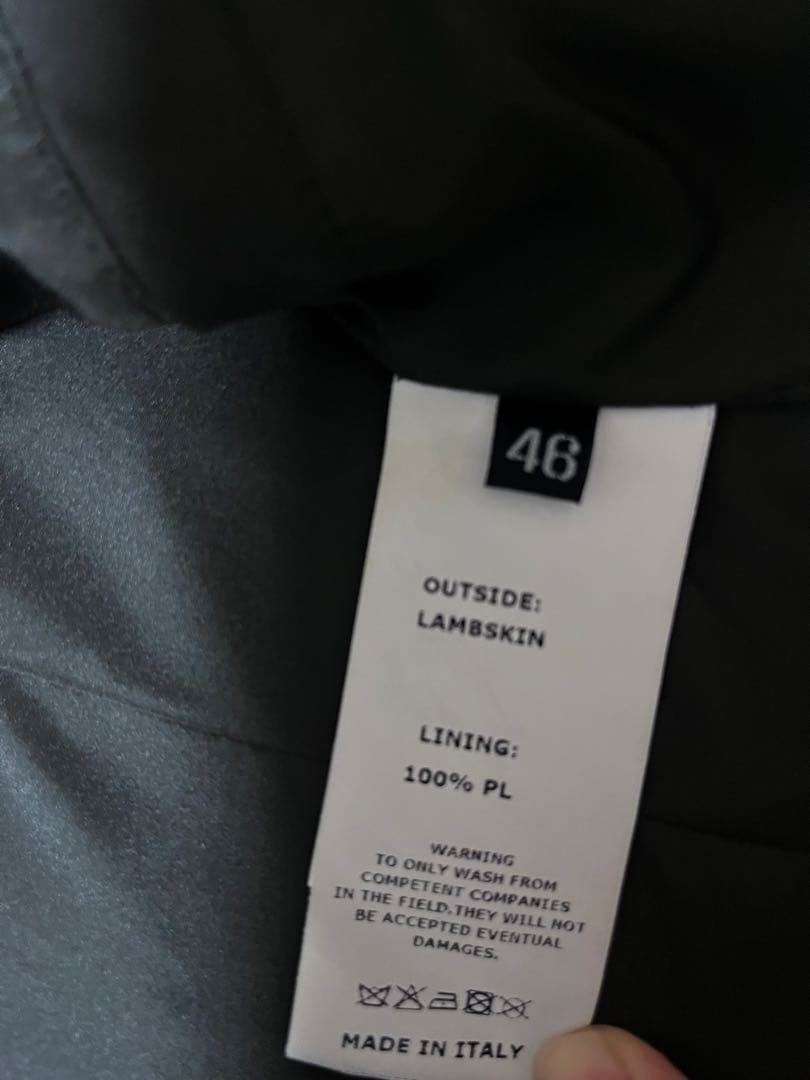 46
OUTSIDE:
LAMBSKIN
LINING:
100% PL
WARNING
TO ONLY WASH FROM
COMPETENT COMPANIES
IN THE FIELD.THEY WILL NOT
BE ACCEPTED EVENTUAL
DAMAGES.
MADE IN ITALY